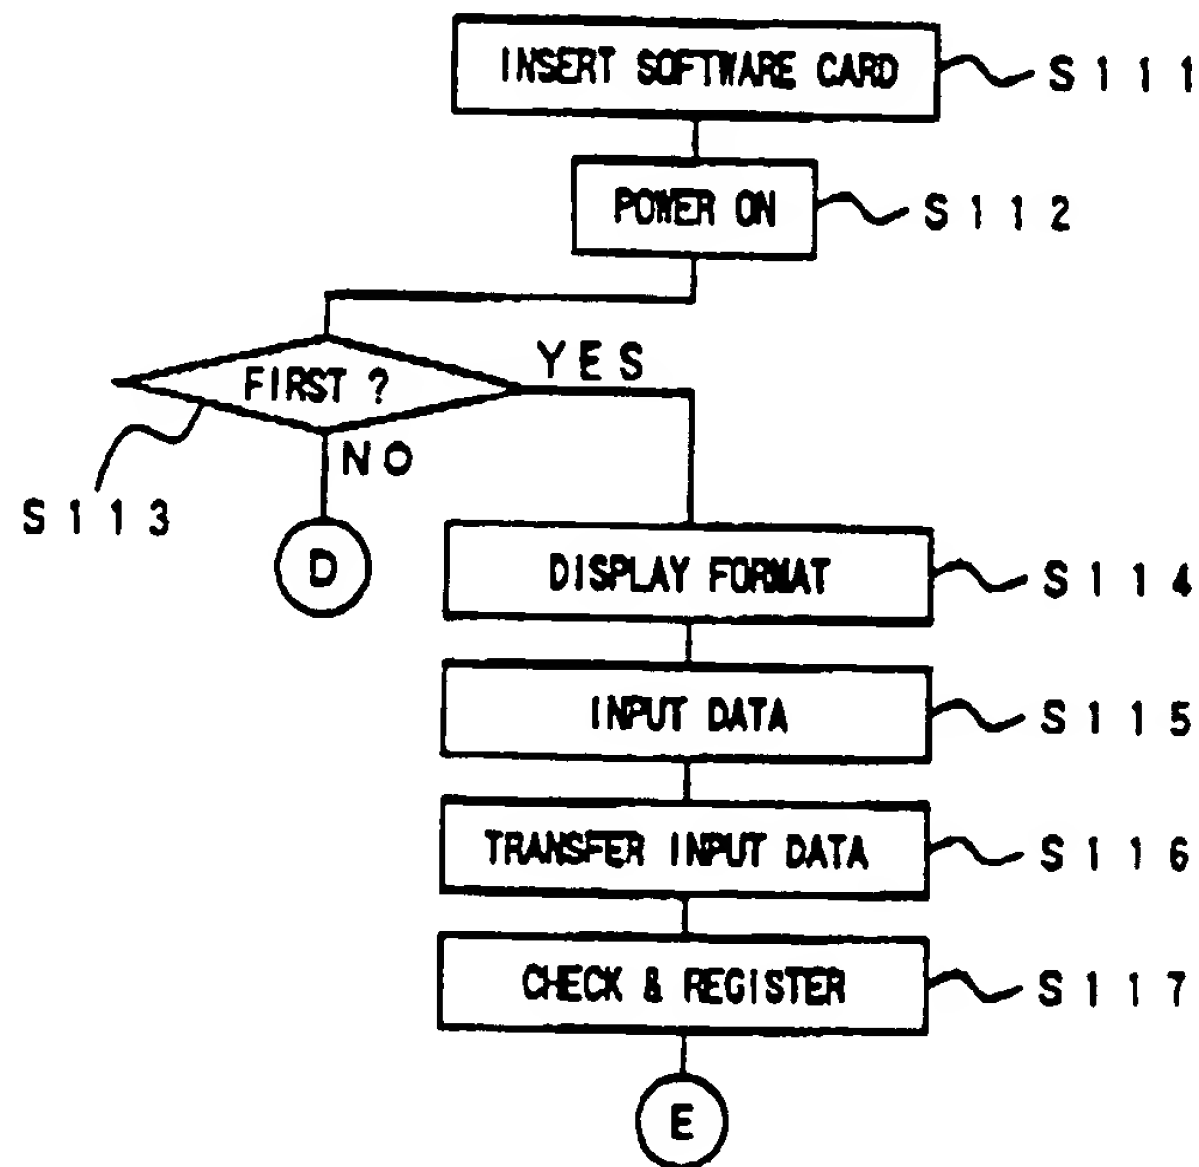 INSERT SOFTWARE CARD
S111
POWER ON
S112
FIRST ?
YES
NO
S113
D
DISPLAY FORMAT
S114
INPUT DATA
S115
TRANSFER INPUT DATA
S116
CHECK & REGISTER
S117
E